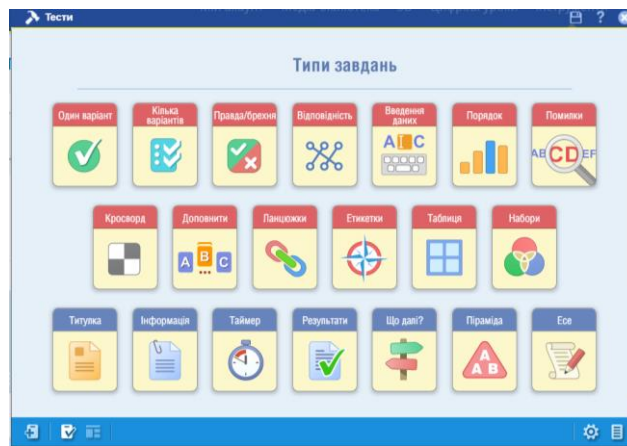 Тести
?
Типи завдань
Один варіант
Кілька
варіантів
Правда/брехня
Відповідність
Введення
даних
Порядок
Помилки
A C
ABCDEF
Кросворд
Доповнити
Ланцюжки
Етикетки
Таблиця
Набори
A B C
Титулка
Інформація
Таймер
Результати
Що далі?
Піраміда
Есе
A
A B